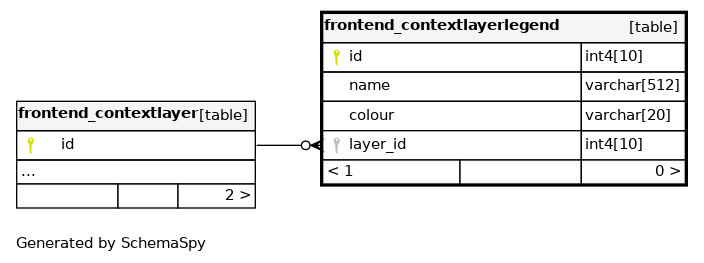 frontend_contextlayerlegend [table]
id int4[10]
name varchar[512]
colour varchar[20]
layer_id int4[10]
< 1 0 >
frontend_contextlayer [table]
id
...
2 >
Generated by SchemaSpy